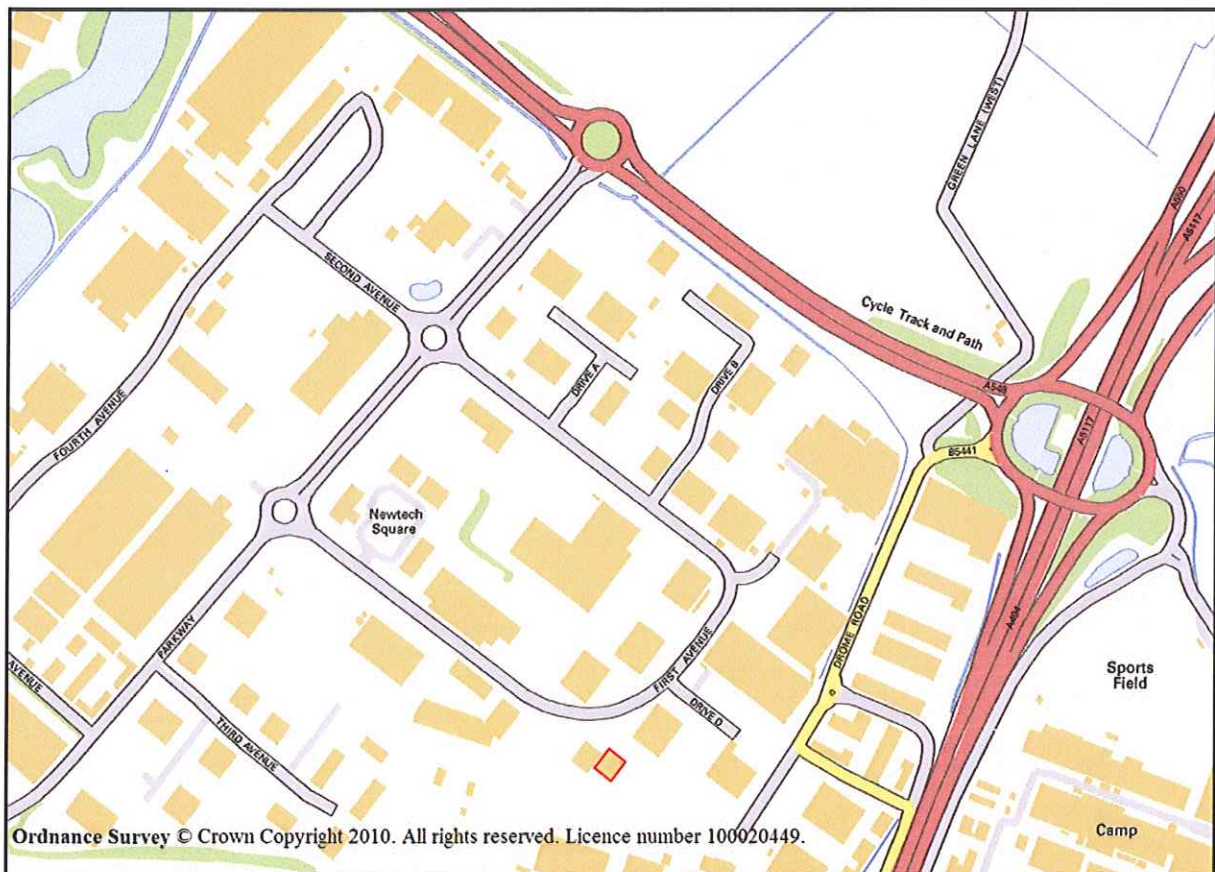 GREEN LANE (WEST)
A550
A5117
SECOND AVENUE
Cycle Track and Path
DRIVE A
DRIVE B
A548
A5117
FOURTH AVENUE
B5441
Newtech
Square
DROME ROAD
A494
PARKWAY
FIRST AVENUE
Sports
Field
AVENUE
DRIVE D
THIRD AVENUE
Camp
Ordnance Survey © Crown Copyright 2010. All rights reserved. Licence number 100020449.